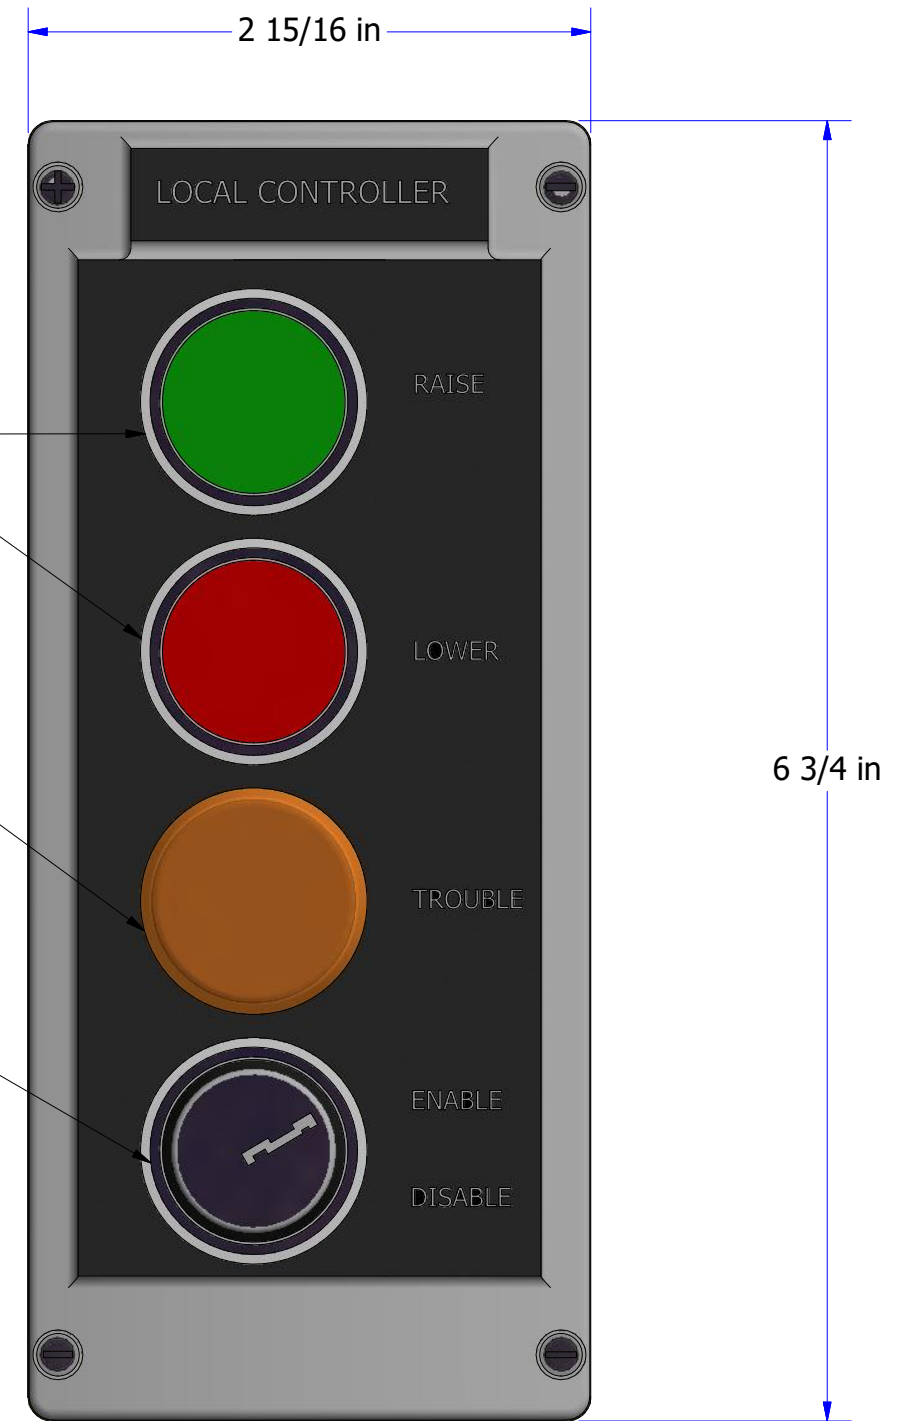 2 15/16 in
LOCAL CONTROLLER
RAISE
LOWER
6 3/4 in
TROUBLE
ENABLE
DISABLE